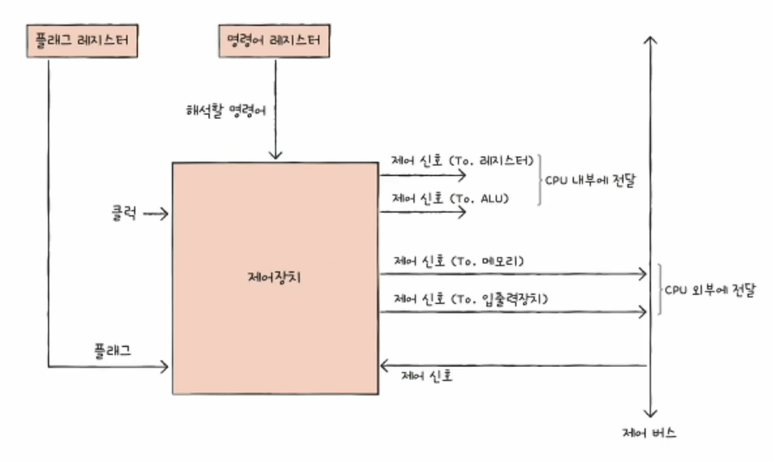 플래그 레지스터
명령어 레지스터
해석할 명령어
제어 신호 (To. 레지스터)
CPU 내부에 전달
제어 신호 (To. ALU)
클럭
제어장치
제어 신호 (To. 메모리)
CPU 외부에 전달
제어 신호 (To. 입출력장치)
플래그
제어 신호
제어 버스